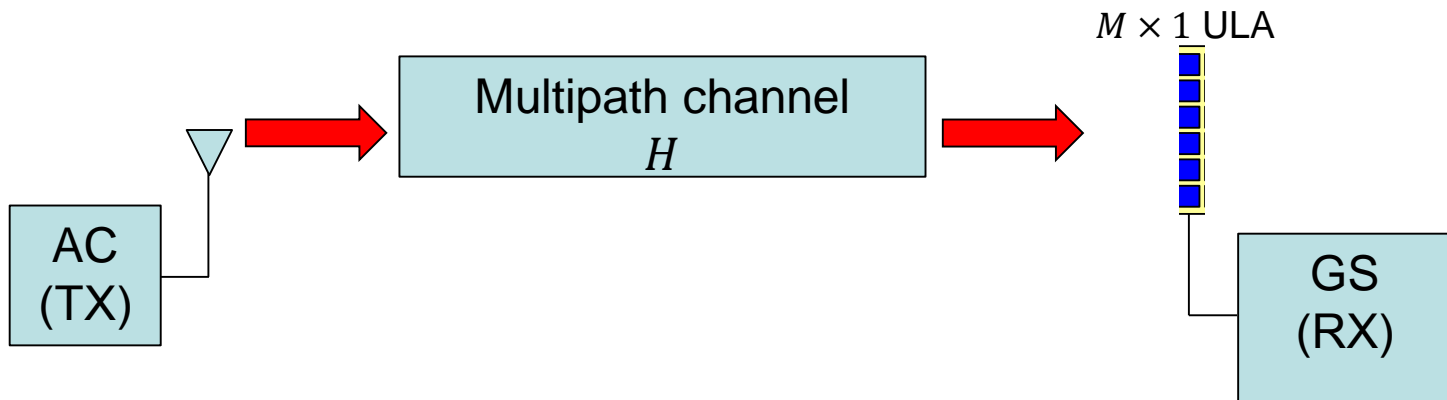 M × 1 ULA
Multipath channel
H
AC
(TX)
GS
(RX)